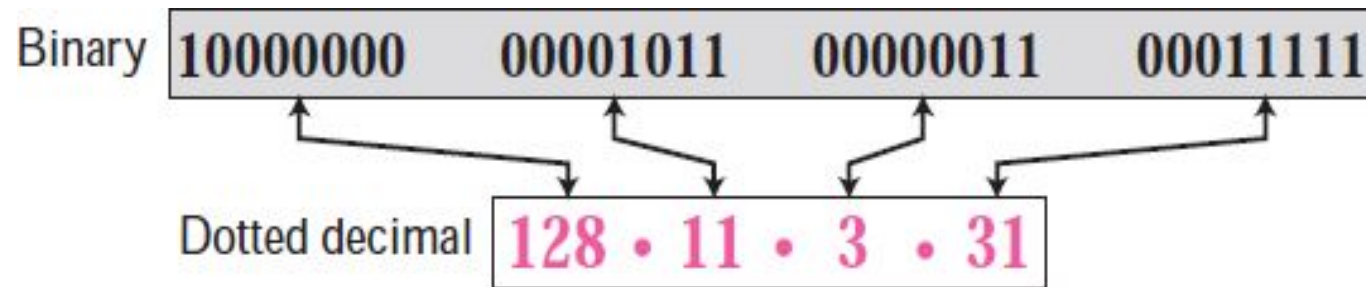 Binary 10000000 00001011 00000011 00011111
Dotted decimal 128 • 11 • 3 • 31